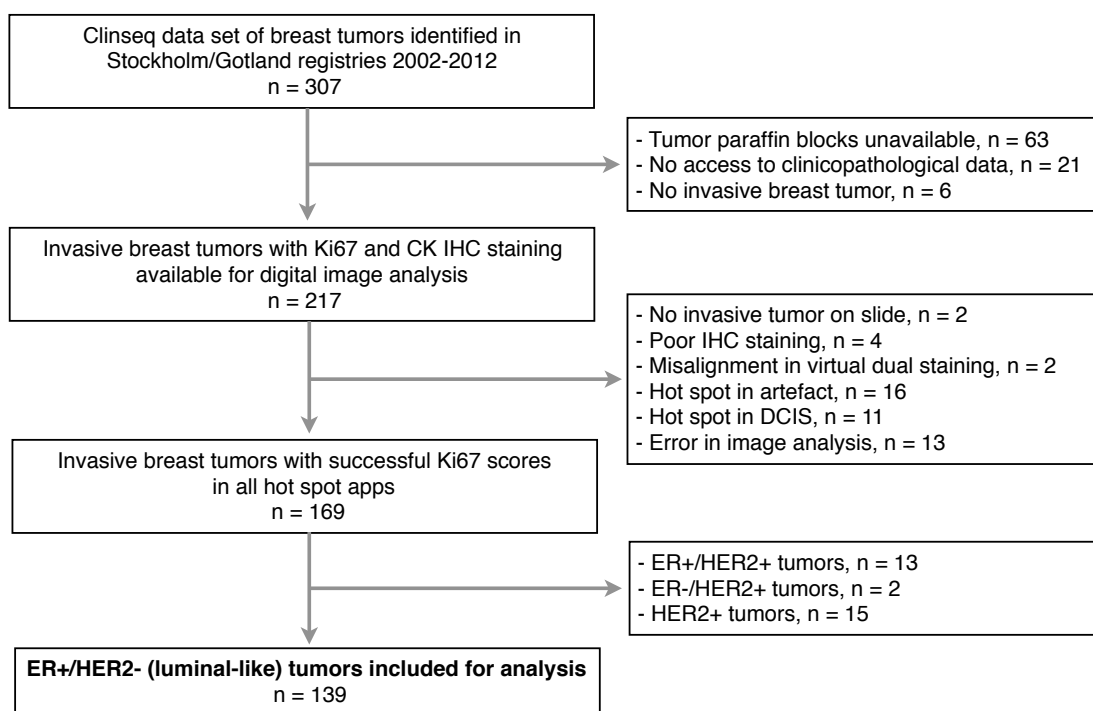 Clinseq data set of breast tumors identified in
Stockholm/Gotland registries 2002-2012
n = 307
- Tumor paraffin blocks unavailable, n = 63
- No access to clinicopathological data, n = 21
- No invasive breast tumor, n = 6
Invasive breast tumors with Ki67 and CK IHC staining
available for digital image analysis
n = 217
- No invasive tumor on slide, n = 2
- Poor IHC staining, n = 4
- Misalignment in virtual dual staining, n = 2
- Hot spot in artefact, n = 16
- Hot spot in DCIS, n = 11
- Error in image analysis, n = 13
Invasive breast tumors with successful Ki67 scores
in all hot spot apps
n = 169
- ER+/HER2+ tumors, n = 13
- ER-/HER2+ tumors, n = 2
- HER2+ tumors, n = 15
ER+/HER2- (luminal-like) tumors included for analysis
n = 139